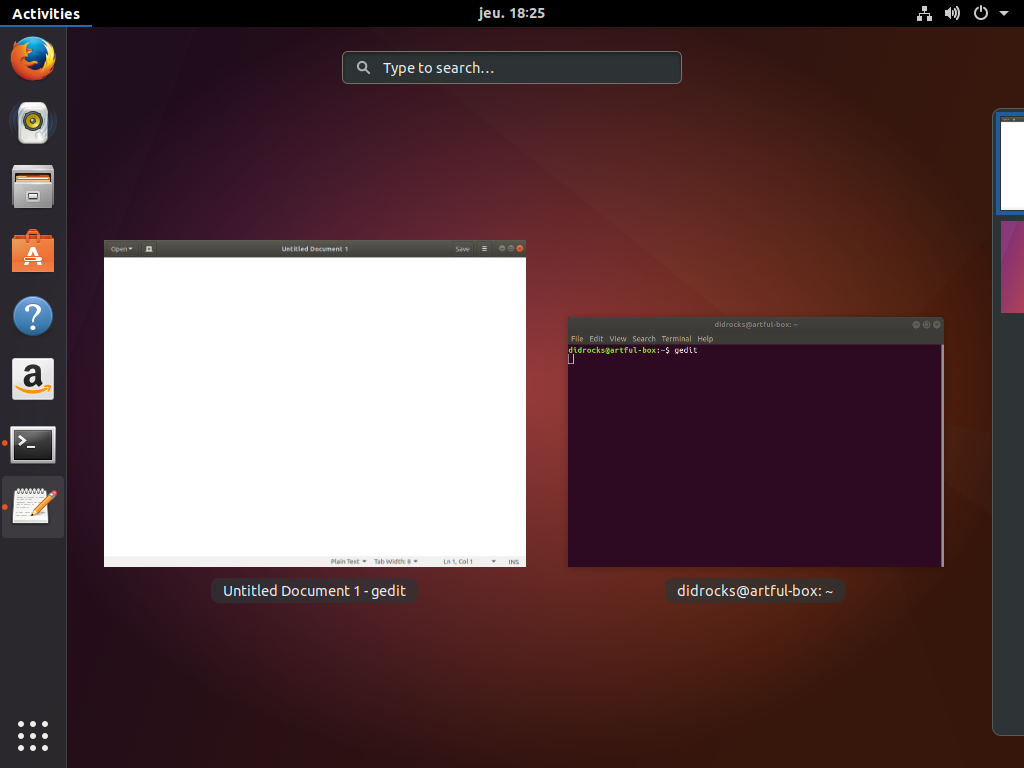 Activities
jeu. 18:25
Type to search...
Open
Untitled Document 1
Save
Plain Text
Tab Width: 8
Ln 1, Col 1
INS
Untitled Document 1 - gedit
didrocks@artful-box: ~
File Edit View Search Terminal Help
didrocks@artful-box:~$ gedit
didrocks@artful-box: ~